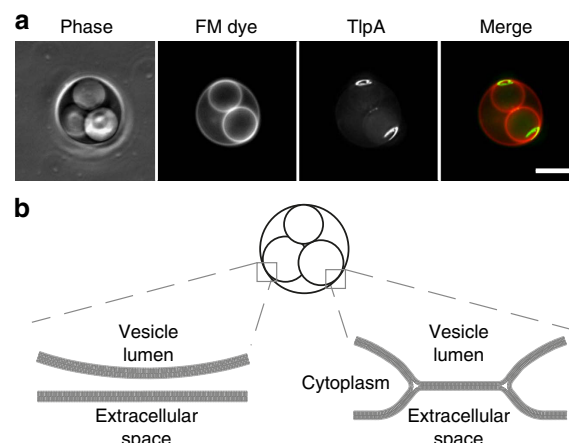 a
Phase FM dye TlpA Merge
b
Vesicle
lumen
Extracellular
space
Vesicle
lumen
Cytoplasm
Extracellular
space